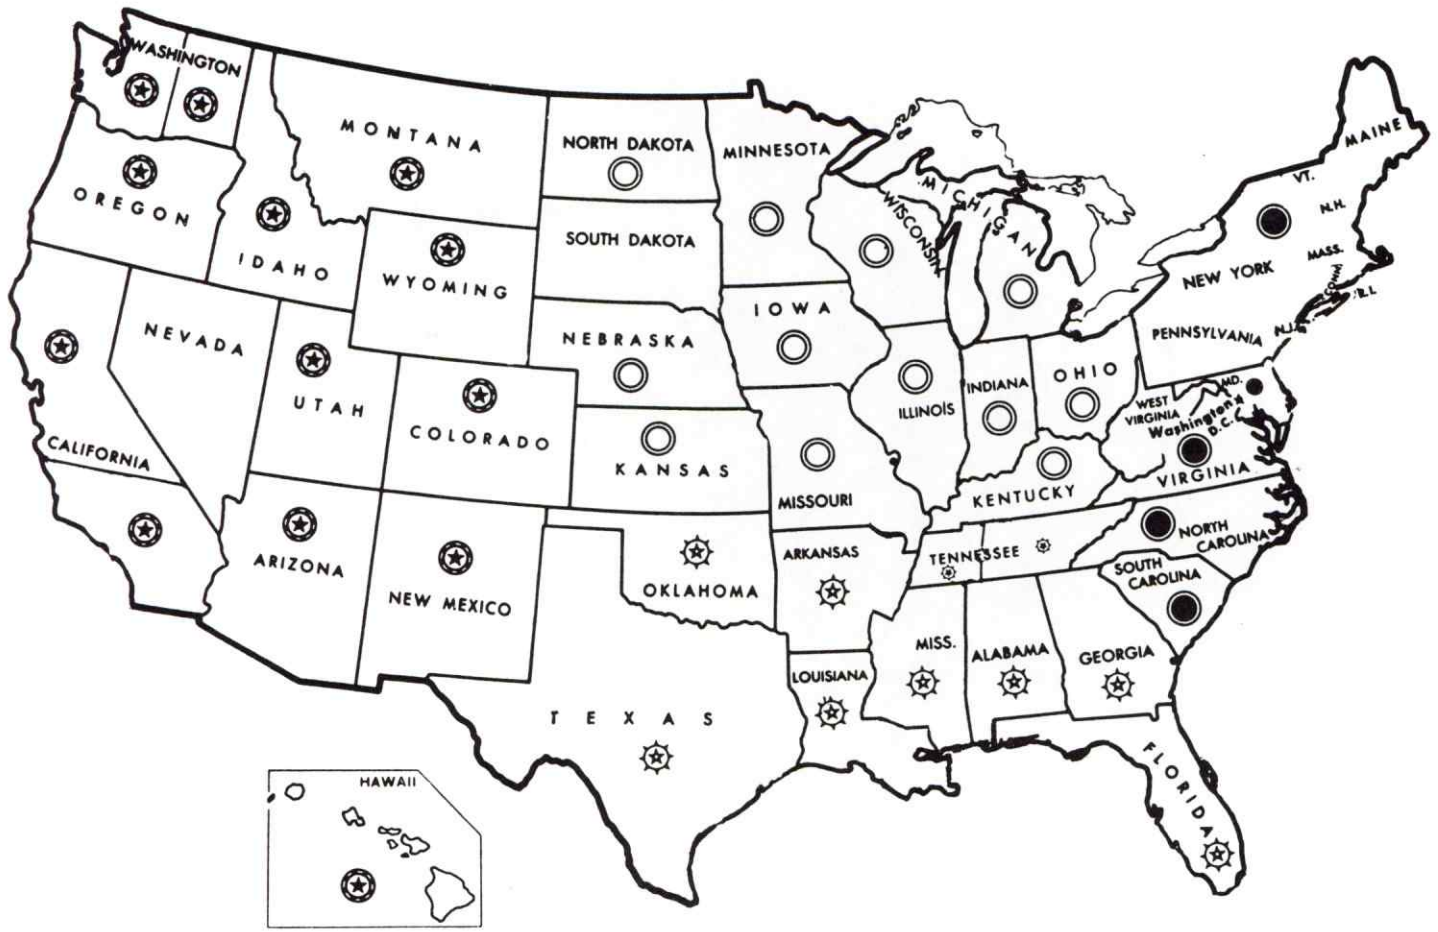 WASHINGTON
MONTANA
NORTH DAKOTA
MINNESOTA
MAINE
VT.
N.H.
OREGON
IDAHO
WYOMING
SOUTH DAKOTA
WISCONSIN
MICHIGAN
MASS.
CONN.
R.I.
NEW YORK
NEVADA
UTAH
COLORADO
NEBRASKA
IOWA
ILLINOIS
INDIANA
OHIO
PENNSYLVANIA
N.J.
MD.
WEST
VIRGINIA
Washington
D.C.
CALIFORNIA
KANSAS
MISSOURI
KENTUCKY
VIRGINIA
ARIZONA
NEW MEXICO
OKLAHOMA
ARKANSAS
TENNESSEE
NORTH
CAROLINA
SOUTH
CAROLINA
MISS.
ALABAMA
GEORGIA
LOUISIANA
TEXAS
FLORIDA
HAWAII